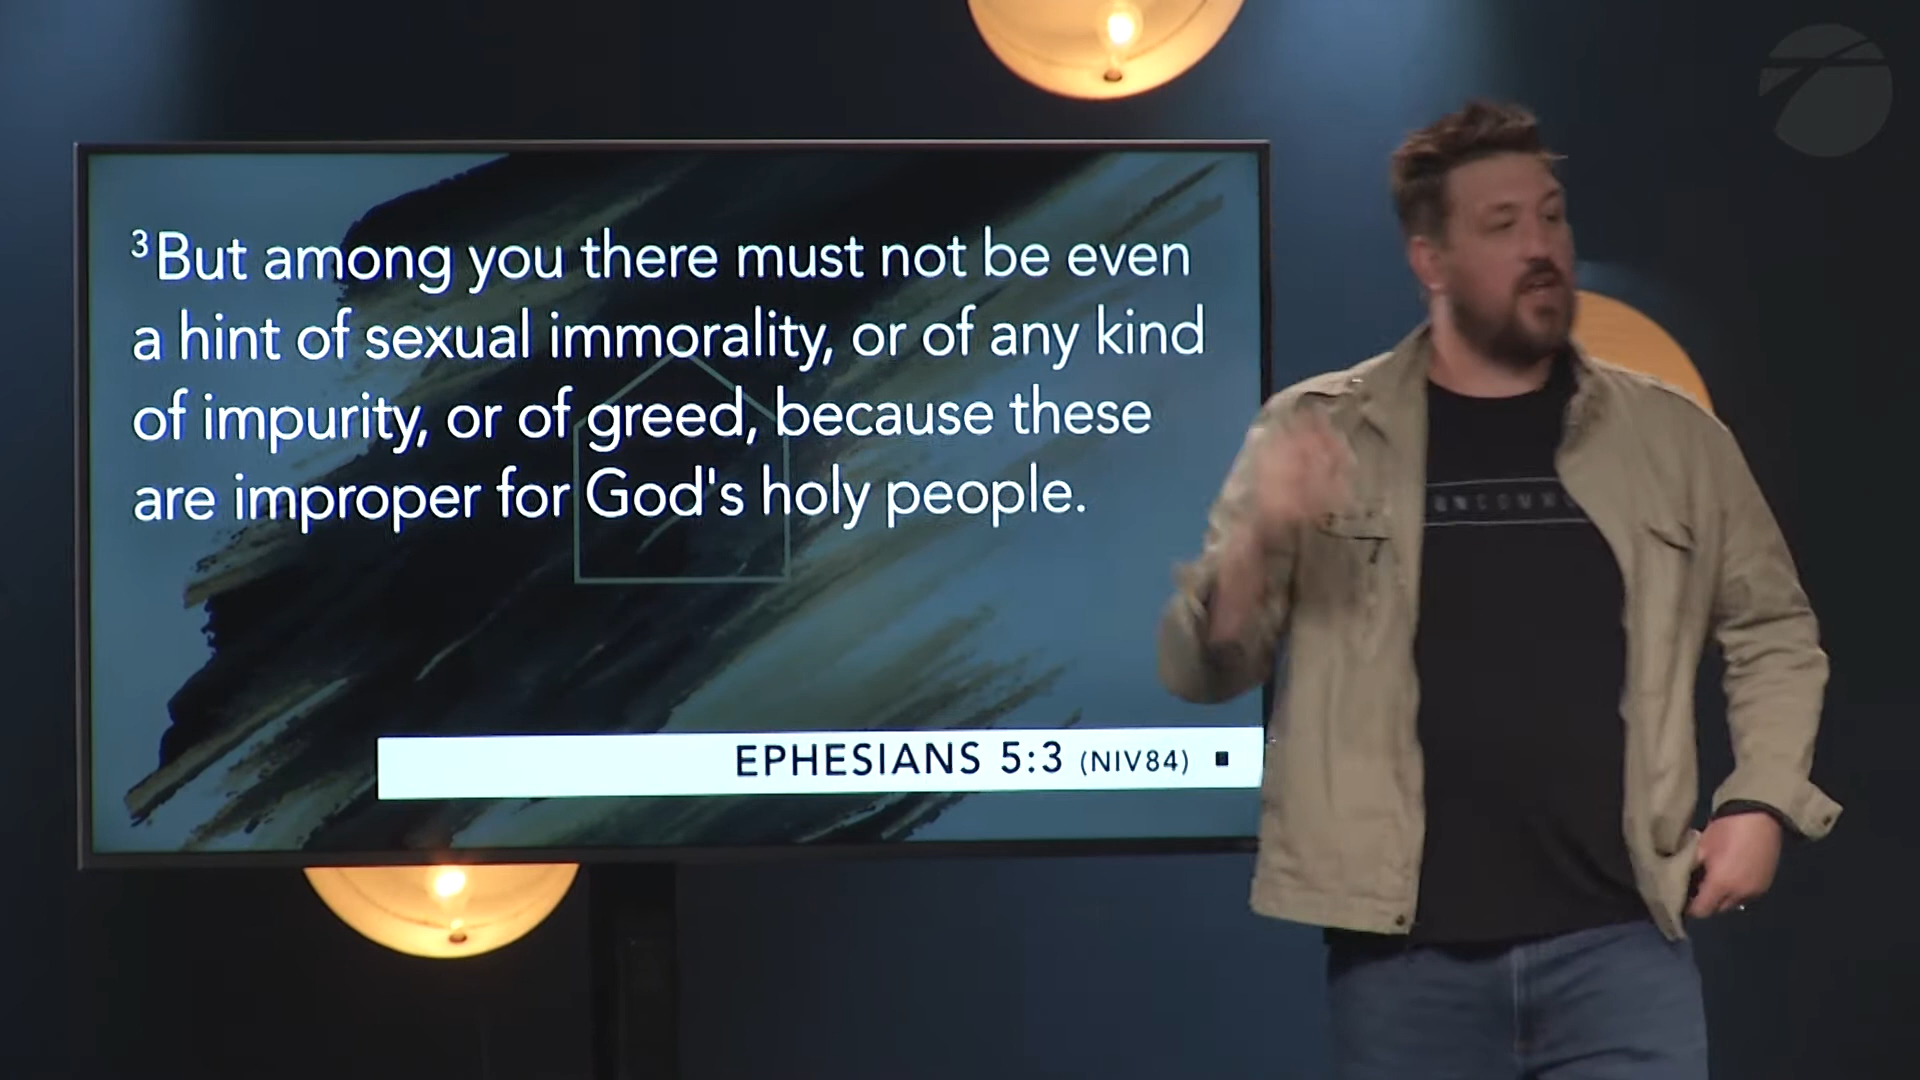 ³But among you there must not be even
a hint of sexual immorality, or of any kind
of impurity, or of greed, because these
are improper for God's holy people.
EPHESIANS 5:3 (NIV84)